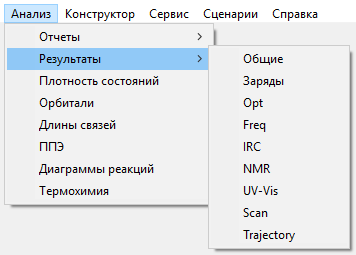 Анализ Конструктор Сервис Сценарии Справка
Отчеты
Результаты
Плотность состояний
Орбитали
Длины связей
ППЭ
Диаграммы реакций
Термохимия
Общие
Заряды
Opt
Freq
IRC
NMR
UV-Vis
Scan
Trajectory